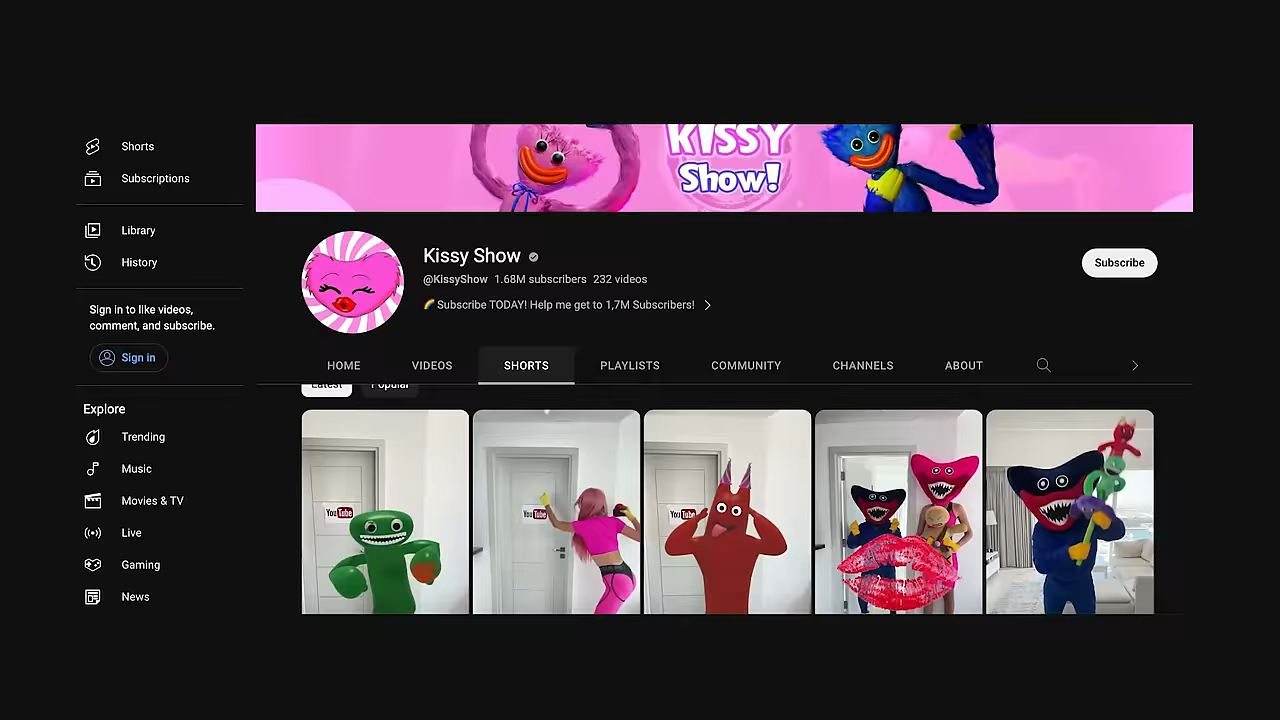 Shorts
Subscriptions
Library
History
Sign in to like videos,
comment, and subscribe.
Sign in
Explore
Trending
Music
Movies & TV
Live
Gaming
News
KISSY
Show!
Kissy Show
@KissyShow 1.68M subscribers 232 videos
🌈 Subscribe TODAY! Help me get to 1,7M Subscribers!
Subscribe
HOME VIDEOS SHORTS PLAYLISTS COMMUNITY CHANNELS ABOUT
Latest Popular
YouTube
YouTube
YouTube